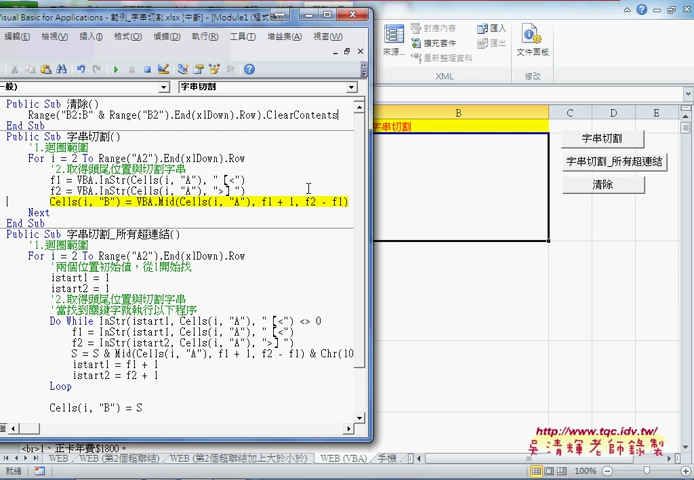 Visual Basic for Applications - 範例_字串切割.xlsx [中斷] - [Module1 (程式碼
編輯(E) 檢視(V) 插入(I) 格式(O) 偵錯(D) 執行(R) 工具(T) 增益集(A) 視窗(W)
字串切割
Public Sub 清除()
Range("B2:B" & Range("B2").End(xlDown).Row).ClearContents
End Sub
Public Sub 字串切割()
'1.迴圈範圍
For i = 2 To Range("A2").End(xlDown).Row
'2.取得頭尾位置與切割字串
f1 = VBA.InStr(Cells(i, "A"), "【<")
f2 = VBA.InStr(Cells(i, "A"), ">】")
Cells(i, "B") = VBA.Mid(Cells(i, "A"), f1 + 1, f2 - f1)
Next
End Sub
Public Sub 字串切割_所有超連結()
'1.迴圈範圍
For i = 2 To Range("A2").End(xlDown).Row
'兩個位置初始值，從1開始找
istart1 = 1
istart2 = 1
'2.取得頭尾位置與切割字串
'當找到關鍵字就執行以下程序
Do While InStr(istart1, Cells(i, "A"), "【<") <> 0
f1 = InStr(istart1, Cells(i, "A"), "【<")
f2 = InStr(istart2, Cells(i, "A"), ">】")
S = S & Mid(Cells(i, "A"), f1 + 1, f2 - f1) & Chr(10
istart1 = f1 + 1
istart2 = f2 + 1
Loop
Cells(i, "B") = S
來源...
對應內容
擴充套件
重新整理資料
匯入
匯出
XML
文件面板
修改
B C D E
字串切割
字串切割
字串切割_所有超連結
清除
<br>1、正卡年費$1800。
WEB WEB (第2個超聯結) WEB (第2個超聯結加上大於小於) WEB (VBA) 手機
就緒
100%
http://www.tqc.idv.tw/
吳清輝老師錄製